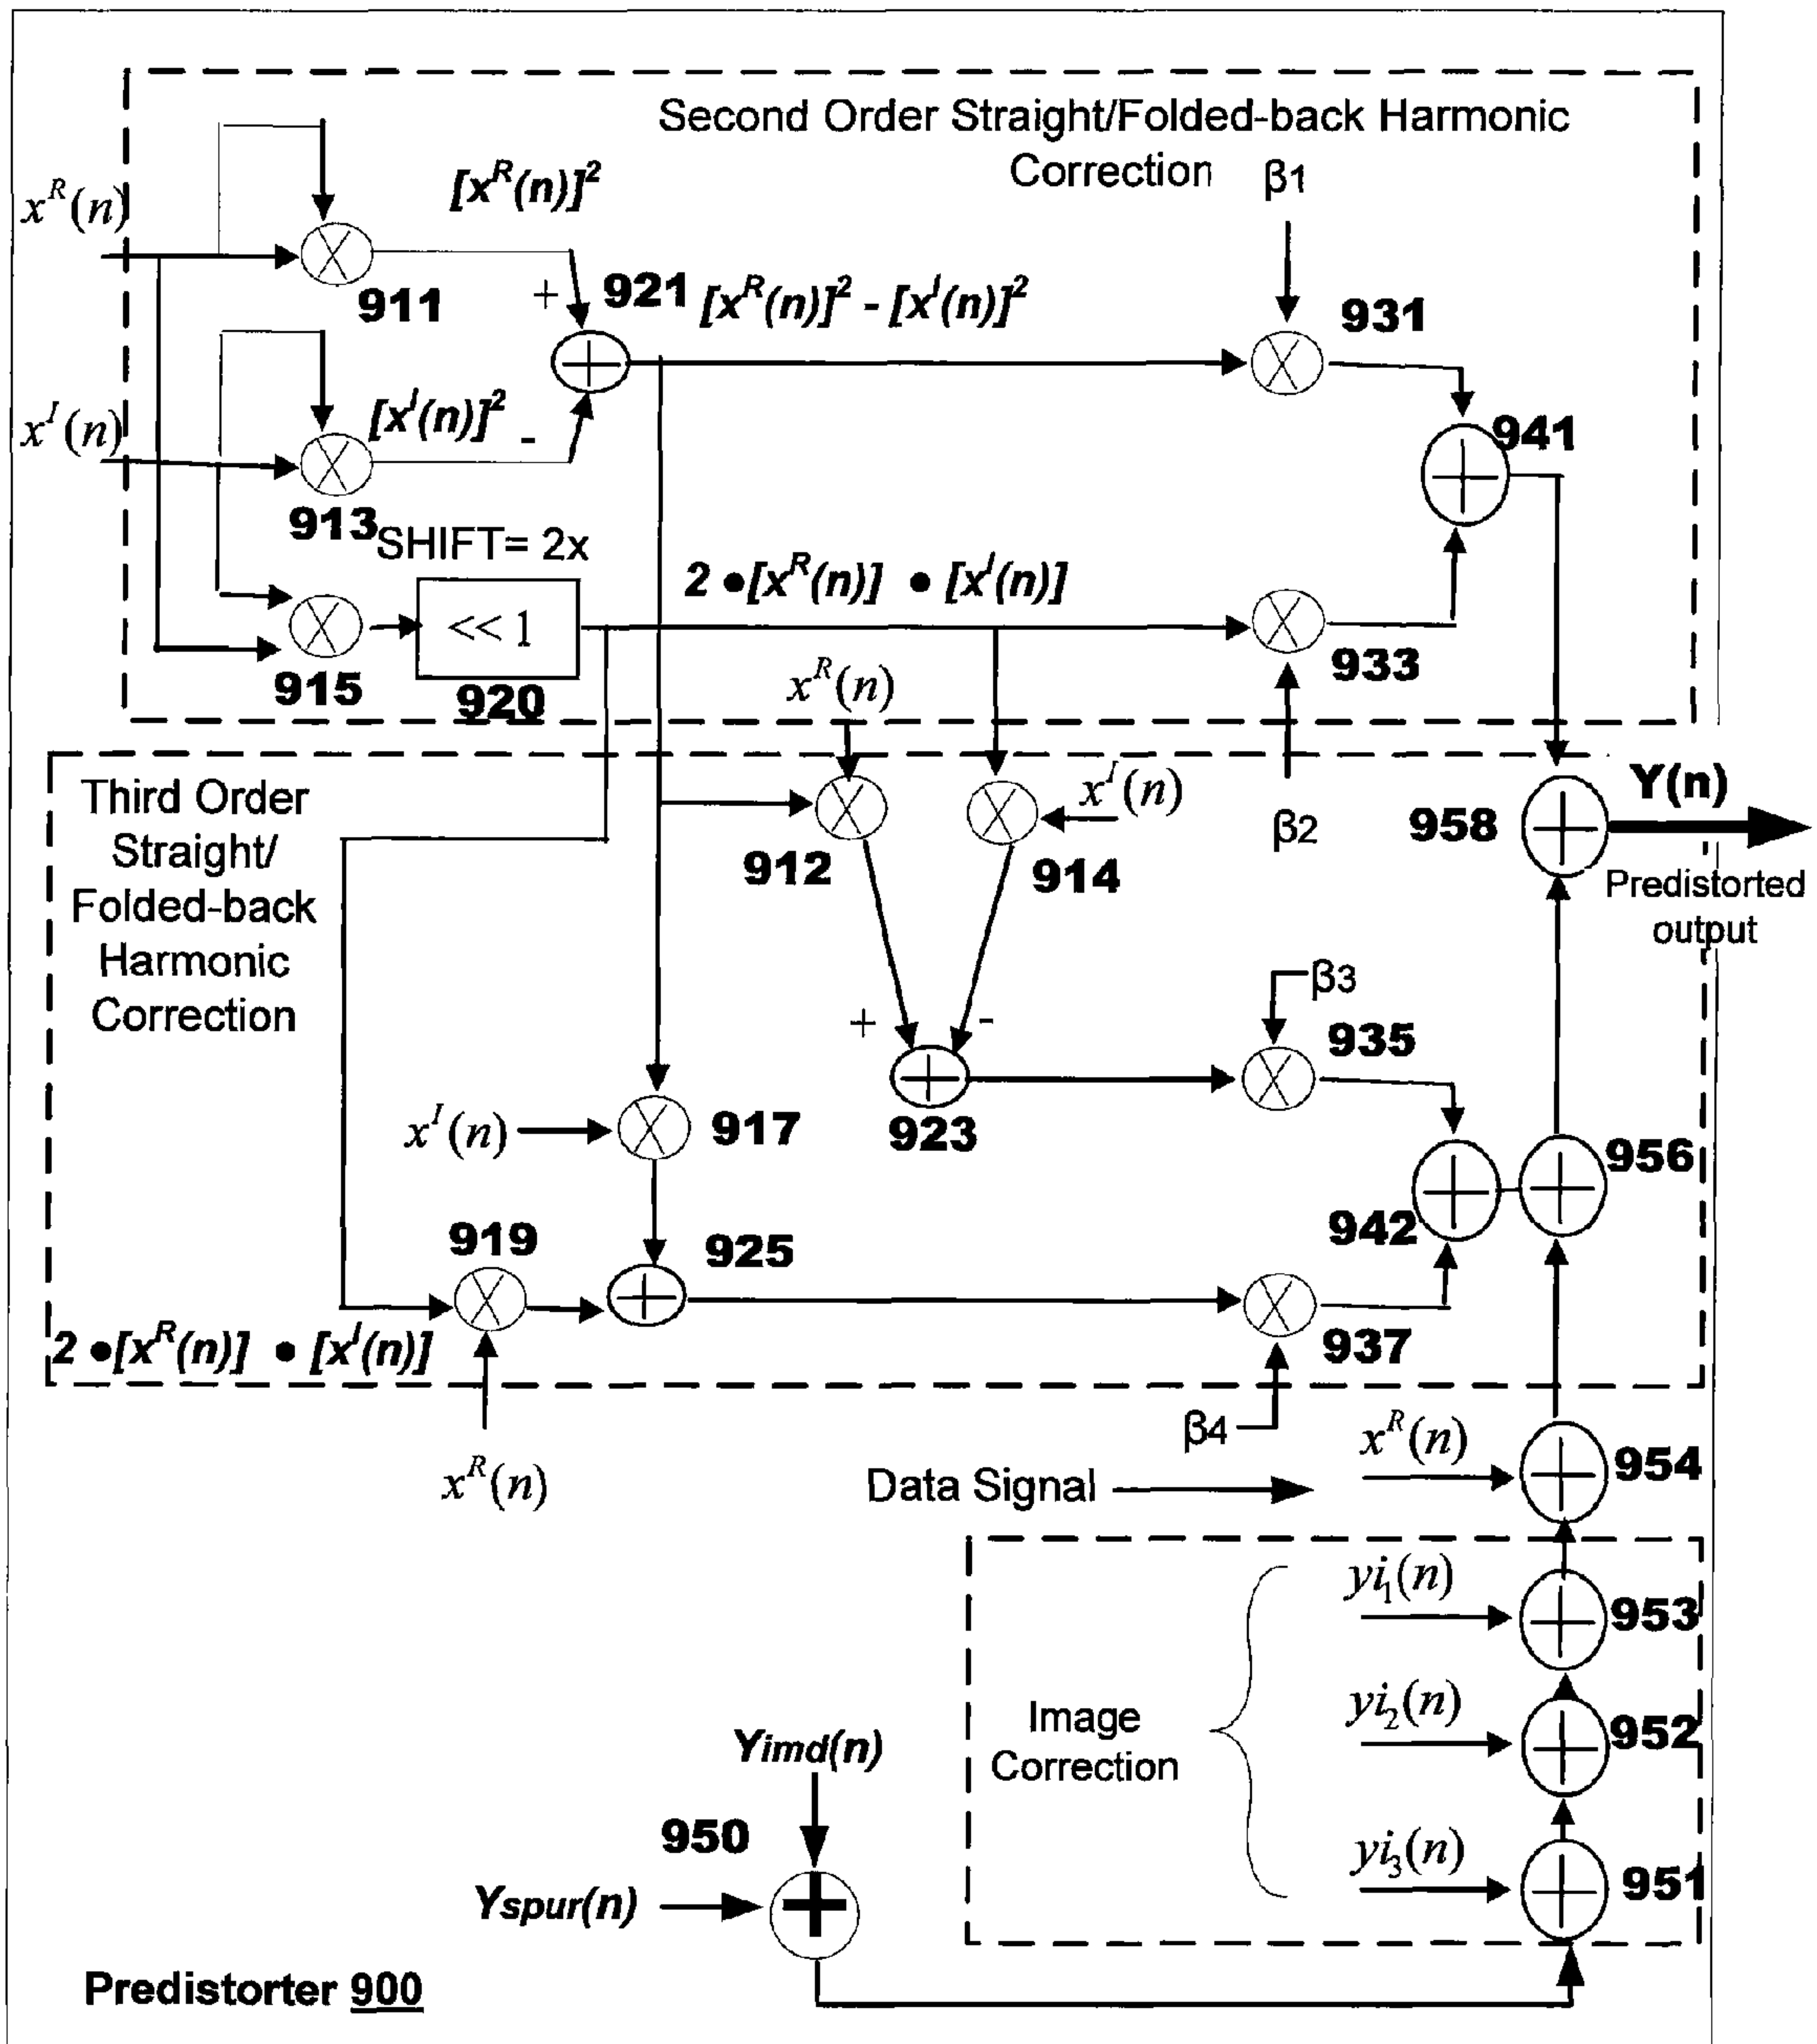 Second Order Straight/Folded-back Harmonic
Correction
β1
x^R(n)
[x^R(n)]²
911
+
921
[x^R(n)]² - [x^I(n)]²
931
x^I(n)
[x^I(n)]²
-
913
941
SHIFT= 2x
<< 1
915
920
2 •[x^R(n)] • [x^I(n)]
933
x^R(n)
β2
Third Order
Straight/
Folded-back
Harmonic
Correction
912
914
x^I(n)
958
Y(n)
Predistorted
output
+
-
β3
935
923
x^I(n)
917
956
942
919
925
937
2 •[x^R(n)] • [x^I(n)]
x^R(n)
β4
x^R(n)
954
Data Signal
yi₁(n)
953
Image
Correction
yi₂(n)
952
yi₃(n)
951
Yimd(n)
950
Yspur(n)
Predistorter 900